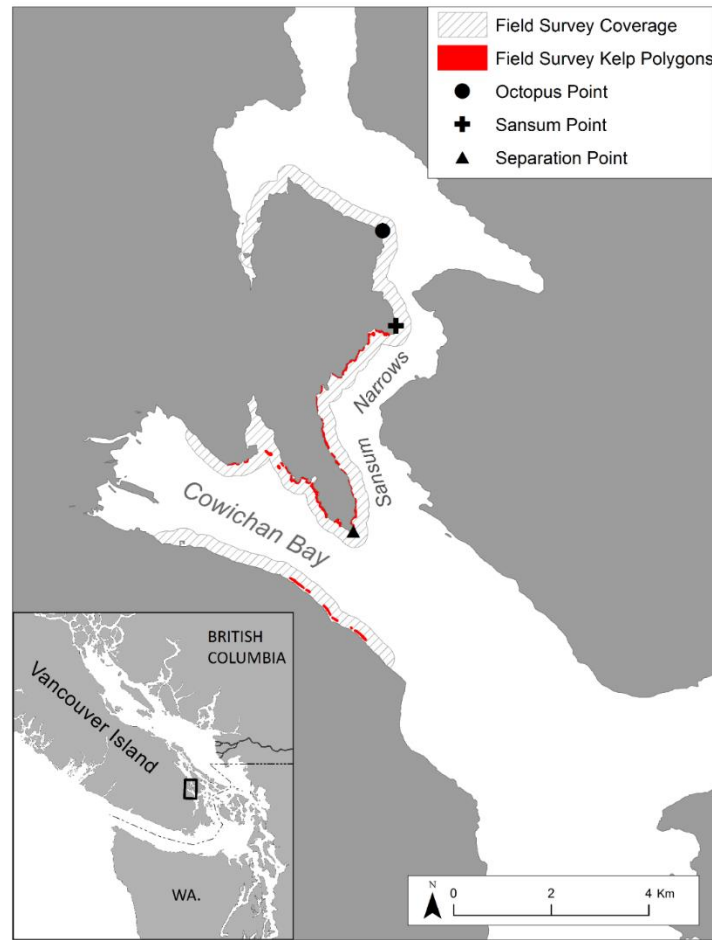 Field Survey Coverage
Field Survey Kelp Polygons
Octopus Point
Sansum Point
Separation Point
Narrows
Sansum
Cowichan Bay
BRITISH
COLUMBIA
Vancouver Island
WA.
N
0 2 4 Km